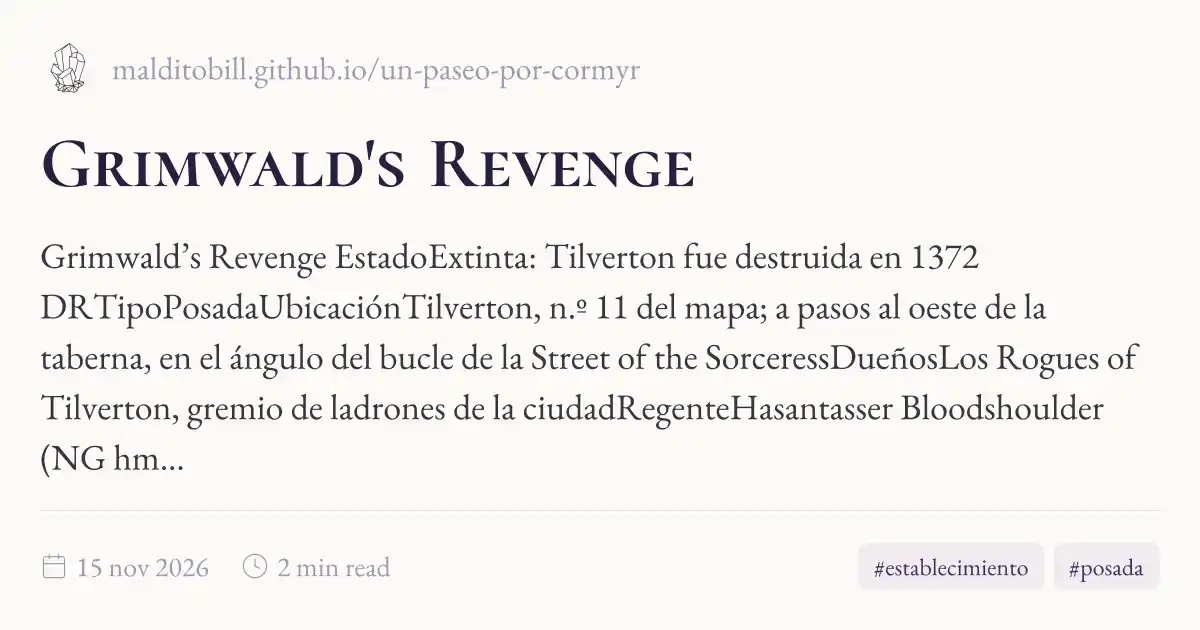 malditobill.github.io/un-paseo-por-cormyr
Grimwald's Revenge
Grimwald’s Revenge EstadoExtinta: Tilverton fue destruida en 1372
DRTipoPosadaUbicaciónTilverton, n.º 11 del mapa; a pasos al oeste de la
taberna, en el ángulo del bucle de la Street of the SorceressDueñosLos Rogues of
Tilverton, gremio de ladrones de la ciudadRegenteHasantasser Bloodshoulder
(NG hm...
15 nov 2026 2 min read #establecimiento #posada